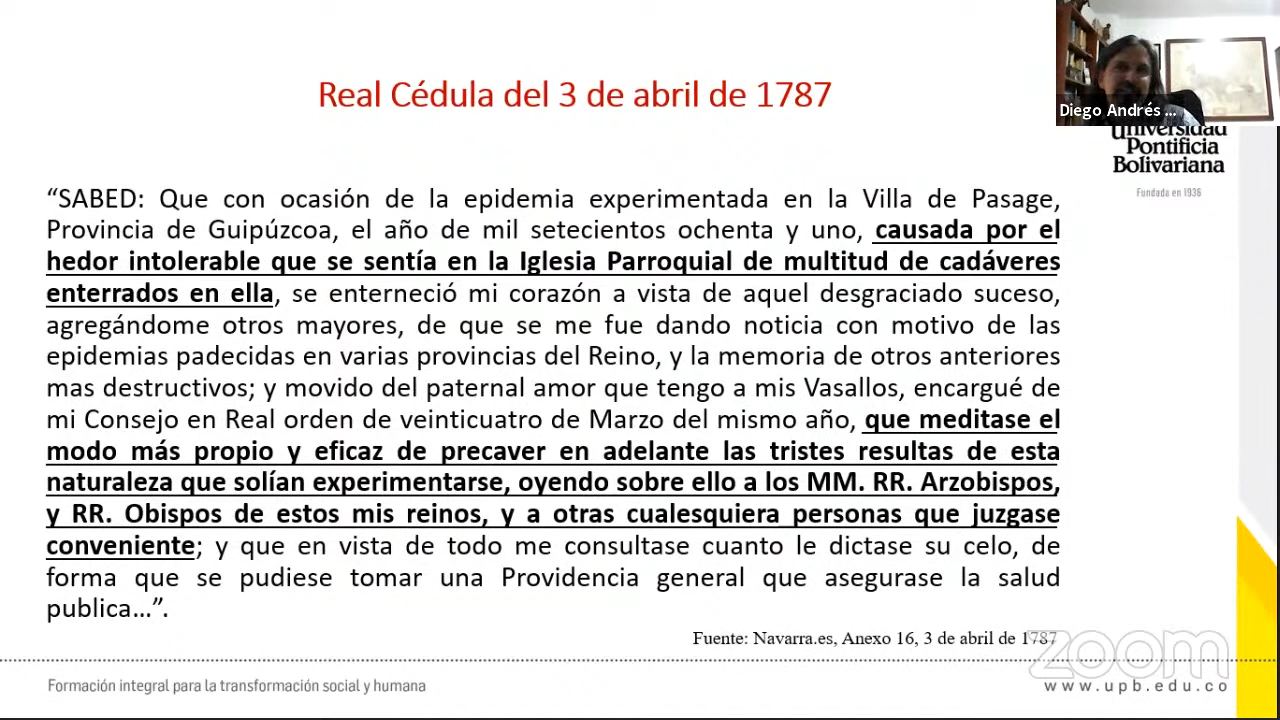 Real Cédula del 3 de abril de 1787
Diego Andrés ...
Universidad
Pontificia
Bolivariana
Fundada en 1936
“SABED: Que con ocasión de la epidemia experimentada en la Villa de Pasage,
Provincia de Guipúzcoa, el año de mil setecientos ochenta y uno, causada por el
hedor intolerable que se sentía en la Iglesia Parroquial de multitud de cadáveres
enterrados en ella, se enterneció mi corazón a vista de aquel desgraciado suceso,
agregándome otros mayores, de que se me fue dando noticia con motivo de las
epidemias padecidas en varias provincias del Reino, y la memoria de otros anteriores
mas destructivos; y movido del paternal amor que tengo a mis Vasallos, encargué de
mi Consejo en Real orden de veinticuatro de Marzo del mismo año, que meditase el
modo más propio y eficaz de precaver en adelante las tristes resultas de esta
naturaleza que solían experimentarse, oyendo sobre ello a los MM. RR. Arzobispos,
y RR. Obispos de estos mis reinos, y a otras cualesquiera personas que juzgase
conveniente; y que en vista de todo me consultase cuanto le dictase su celo, de
forma que se pudiese tomar una Providencia general que asegurase la salud
publica...”.
Fuente: Navarra.es, Anexo 16, 3 de abril de 1787
zoom
Formación integral para la transformación social y humana
www.upb.edu.co